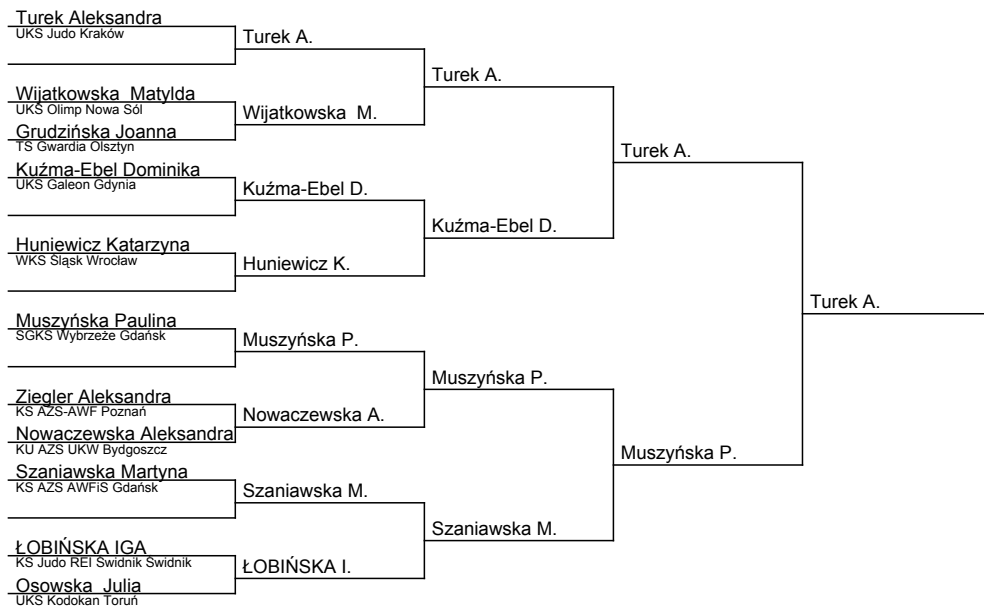 Turek Aleksandra
UKS Judo Kraków
Turek A.
Turek A.
Wijatkowska  Matylda
UKS Olimp Nowa Sól
Wijatkowska  M.
Grudzińska Joanna
TS Gwardia Olsztyn
Turek A.
Kuźma-Ebel Dominika
UKS Galeon Gdynia
Kuźma-Ebel D.
Kuźma-Ebel D.
Huniewicz Katarzyna
WKS Śląsk Wrocław
Huniewicz K.
Turek A.
Muszyńska Paulina
SGKS Wybrzeże Gdańsk
Muszyńska P.
Muszyńska P.
Ziegler Aleksandra
KS AZS-AWF Poznań
Nowaczewska A.
Nowaczewska Aleksandra
KU AZS UKW Bydgoszcz
Muszyńska P.
Szaniawska Martyna
KS AZS AWFiS Gdańsk
Szaniawska M.
Szaniawska M.
ŁOBIŃSKA IGA
KS Judo REI Świdnik Świdnik
ŁOBIŃSKA I.
Osowska  Julia
UKS Kodokan Toruń